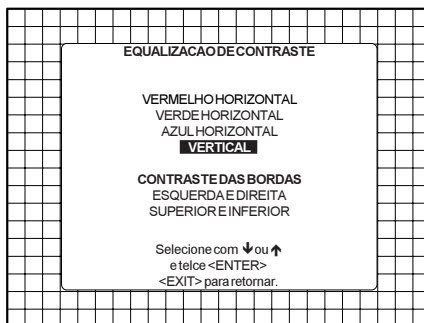 EQUALIZACAO DE CONTRASTE
VERMELHO HORIZONTAL
VERDE HORIZONTAL
AZUL HORIZONTAL
VERTICAL
CONTRASTE DAS BORDAS
ESQUERDA E DIREITA
SUPERIOR E INFERIOR
Selecione com ↓ ou ↑
e telce <ENTER>
<EXIT> para retornar.